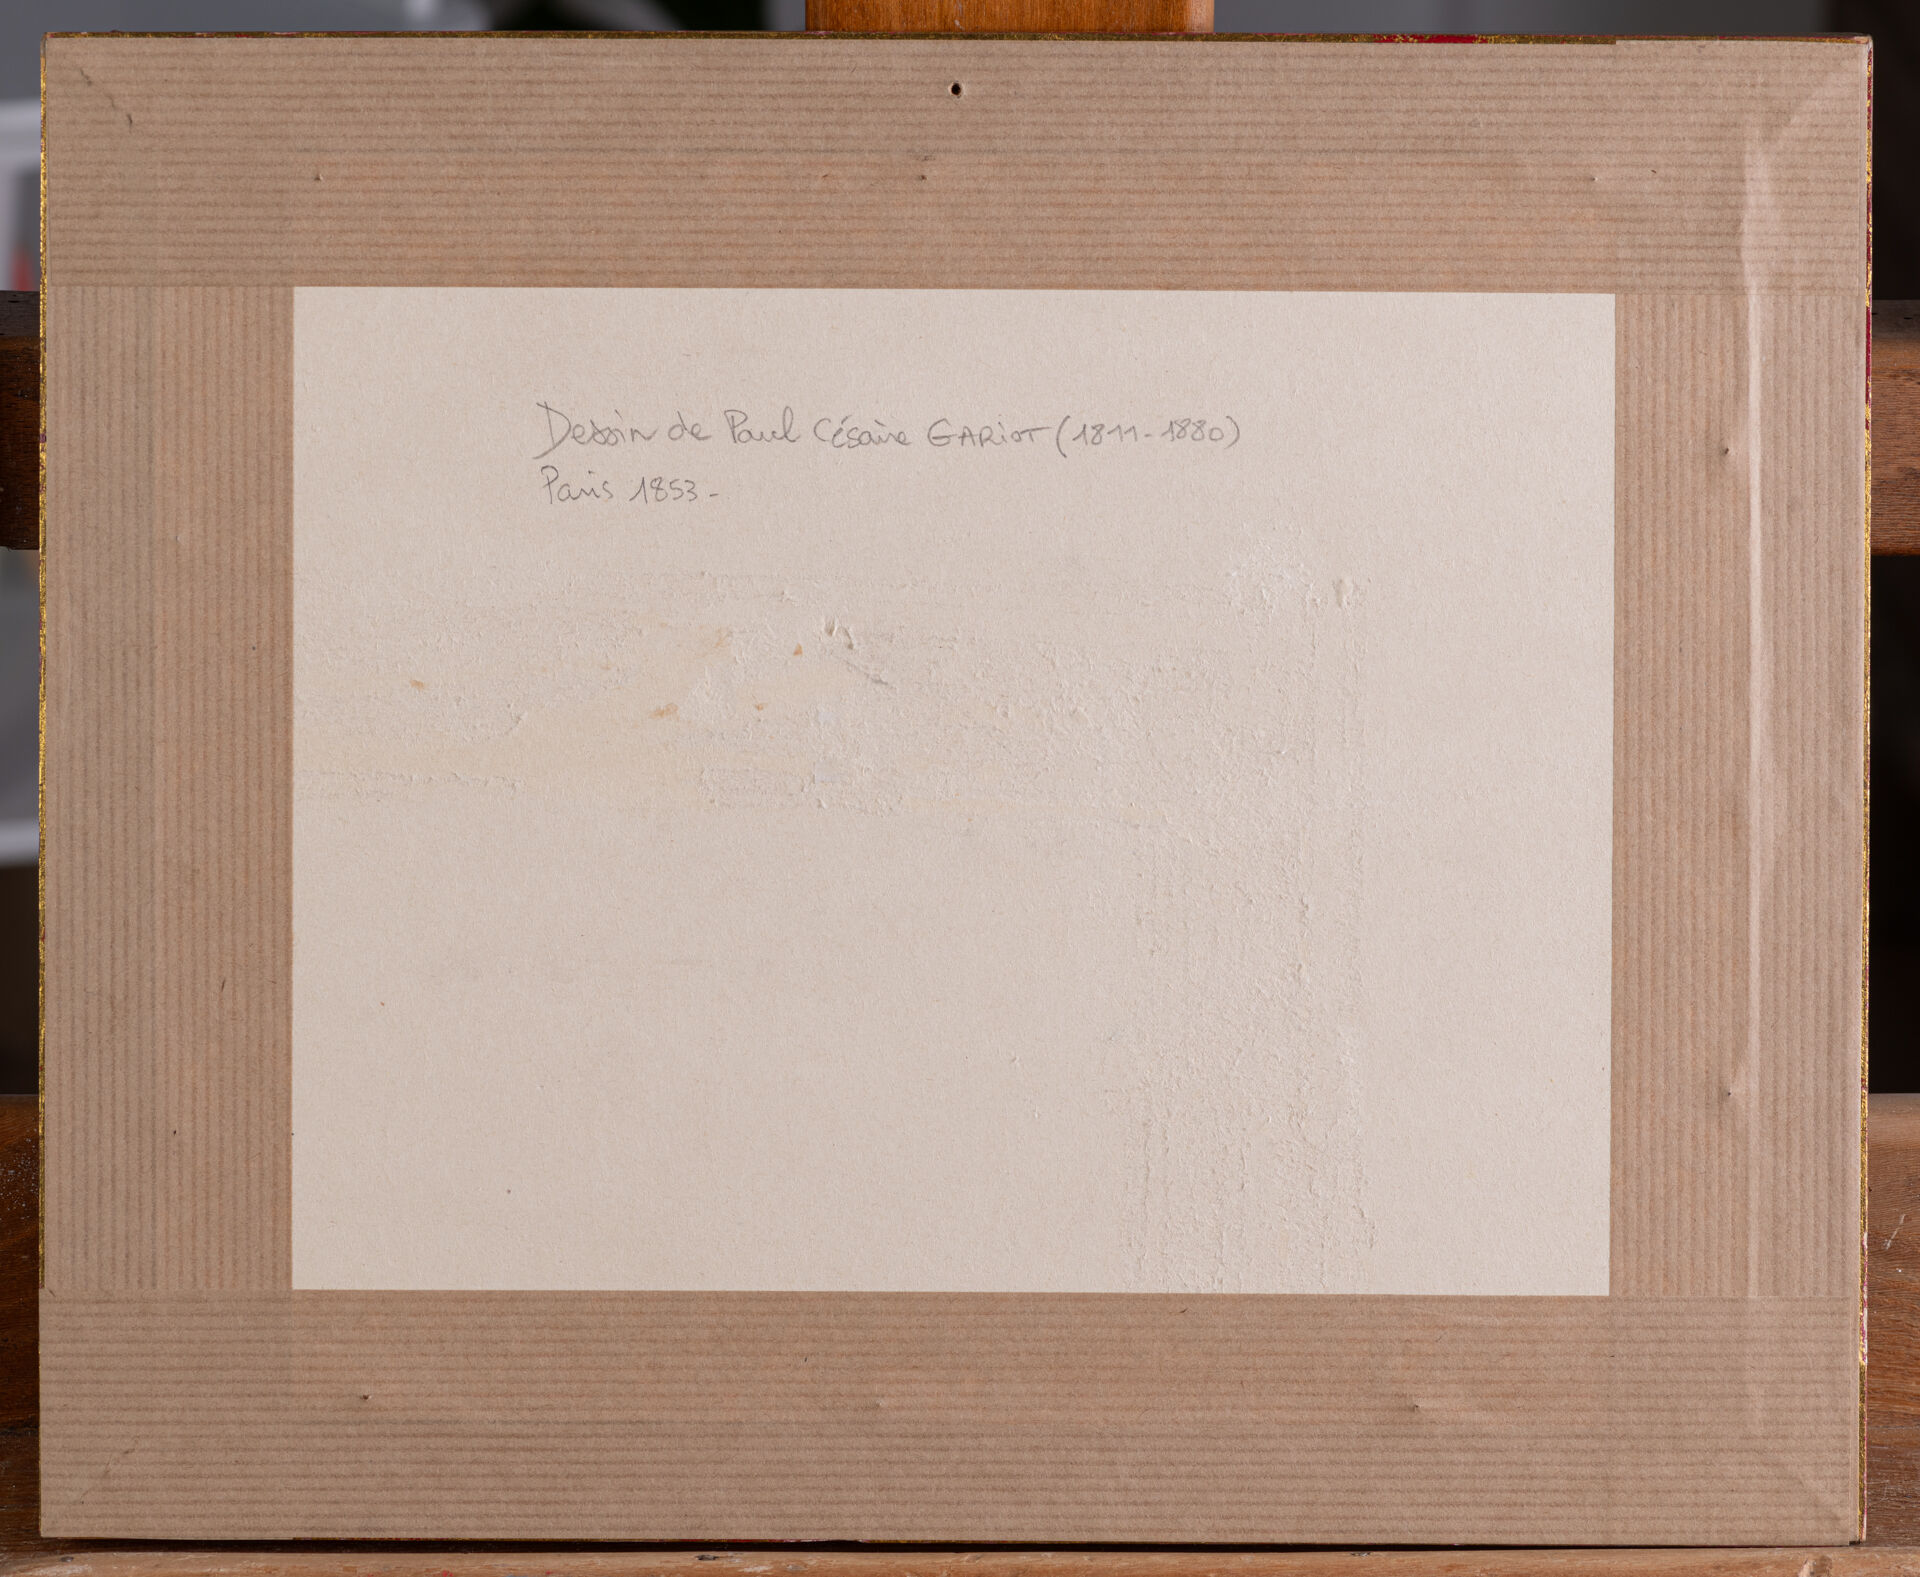 Dessin de Paul Césaire GARIOT (1811-1880)
Paris 1853-